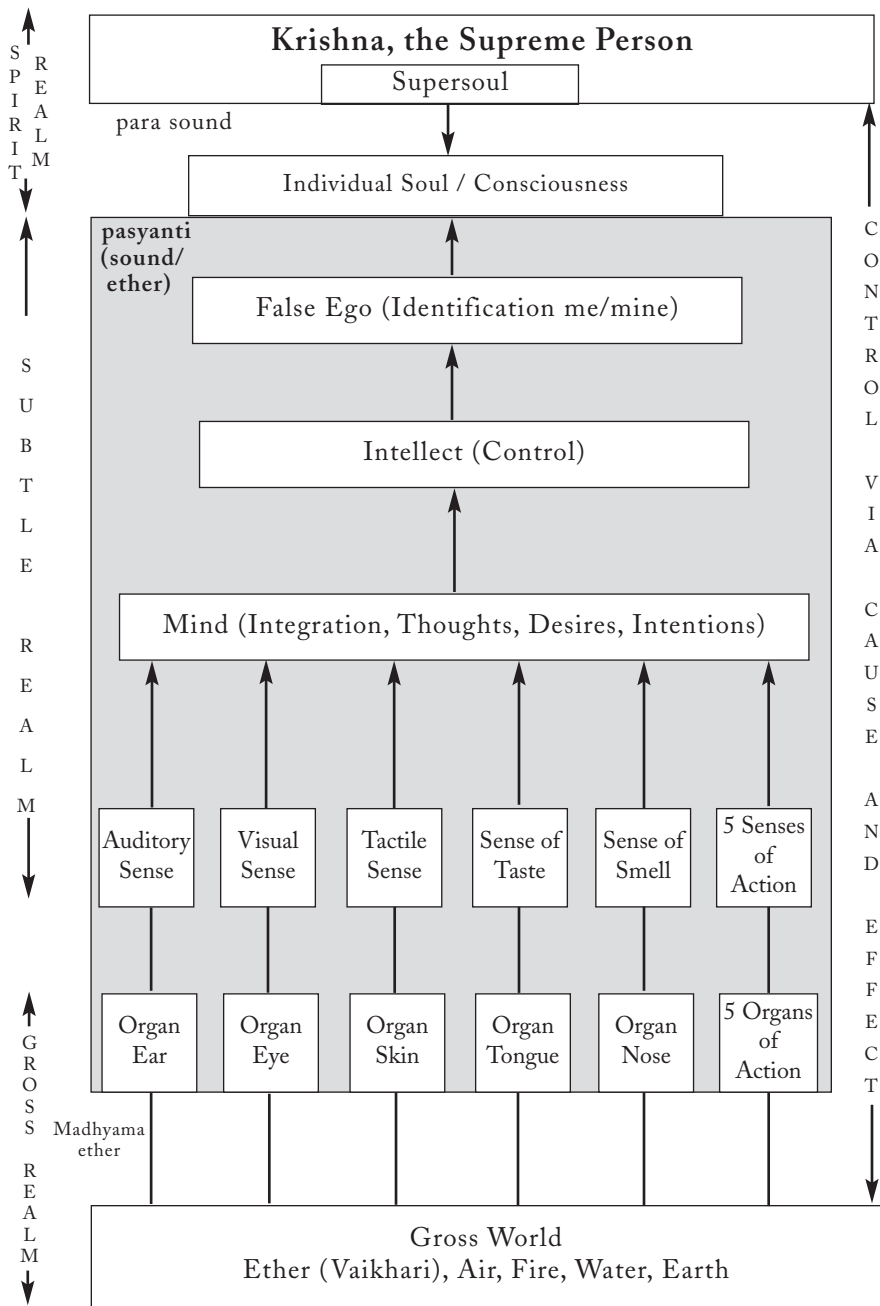 Krishna, the Supreme Person
Supersoul
SPIRIT
REALM
para sound
Individual Soul / Consciousness
pasyanti
(sound/
ether)
False Ego (Identification me/mine)
Intellect (Control)
SUBTLE REALM
CONTROL VIA CAUSE AND EFFECT
Mind (Integration, Thoughts, Desires, Intentions)
Auditory
Sense
Visual
Sense
Tactile
Sense
Sense of
Taste
Sense of
Smell
5 Senses
of
Action
Organ
Ear
Organ
Eye
Organ
Skin
Organ
Tongue
Organ
Nose
5 Organs
of
Action
GROSS REALM
Madhyama
ether
Gross World
Ether (Vaikhari), Air, Fire, Water, Earth